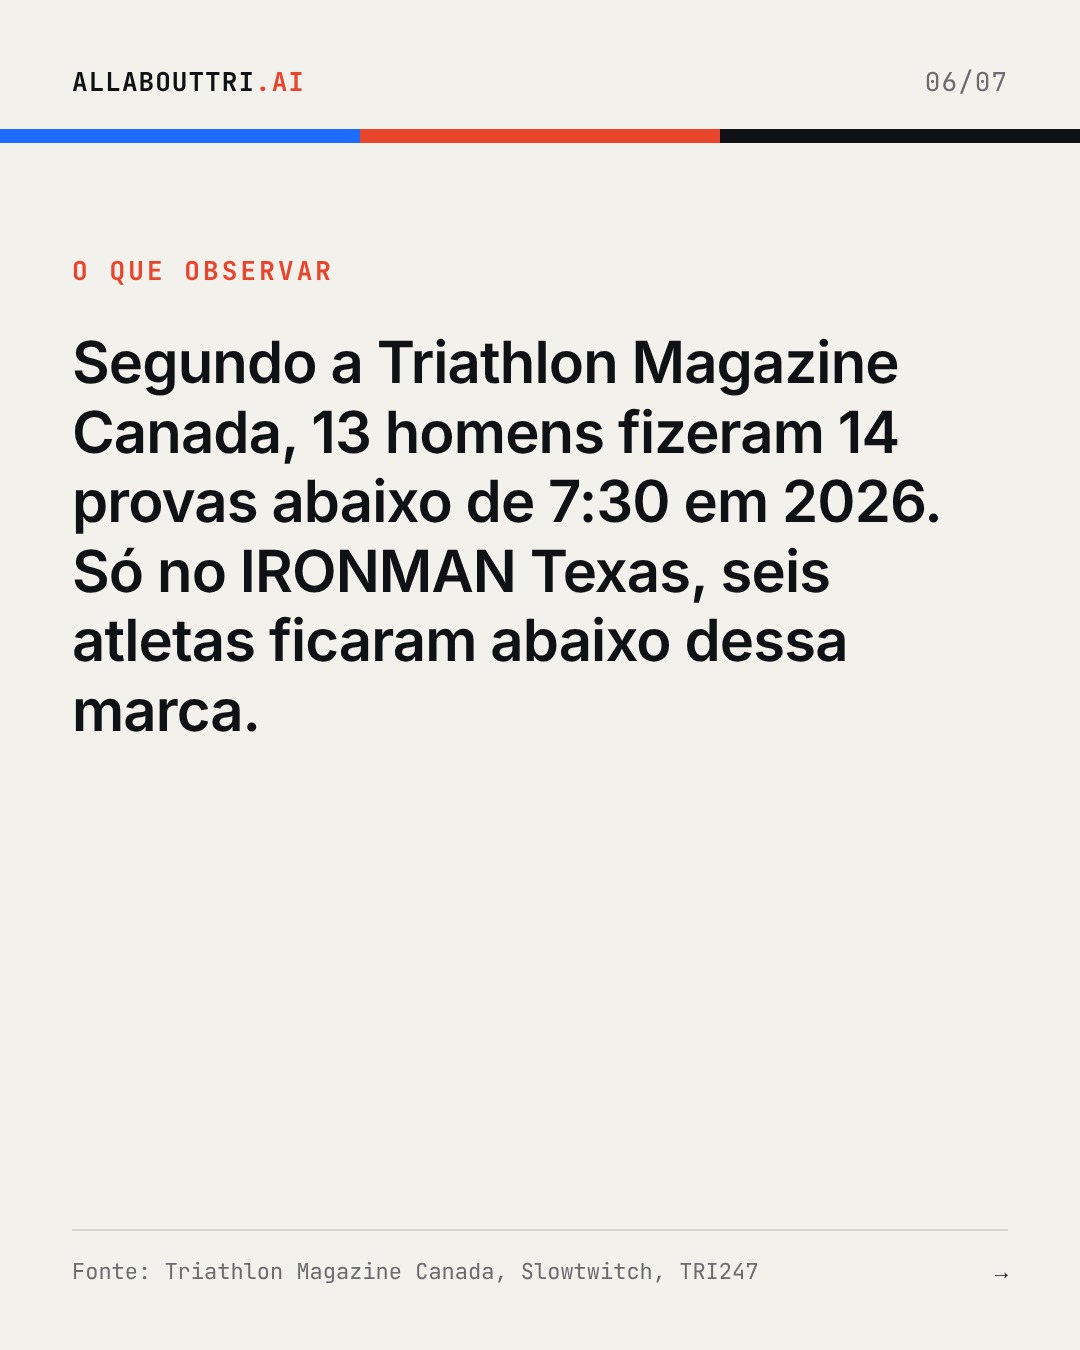 ALLABOUTTRI.AI
06/07
O QUE OBSERVAR
Segundo a Triathlon Magazine
Canada, 13 homens fizeram 14
provas abaixo de 7:30 em 2026.
Só no IRONMAN Texas, seis
atletas ficaram abaixo dessa
marca.
Fonte: Triathlon Magazine Canada, Slowtwitch, TRI247
→